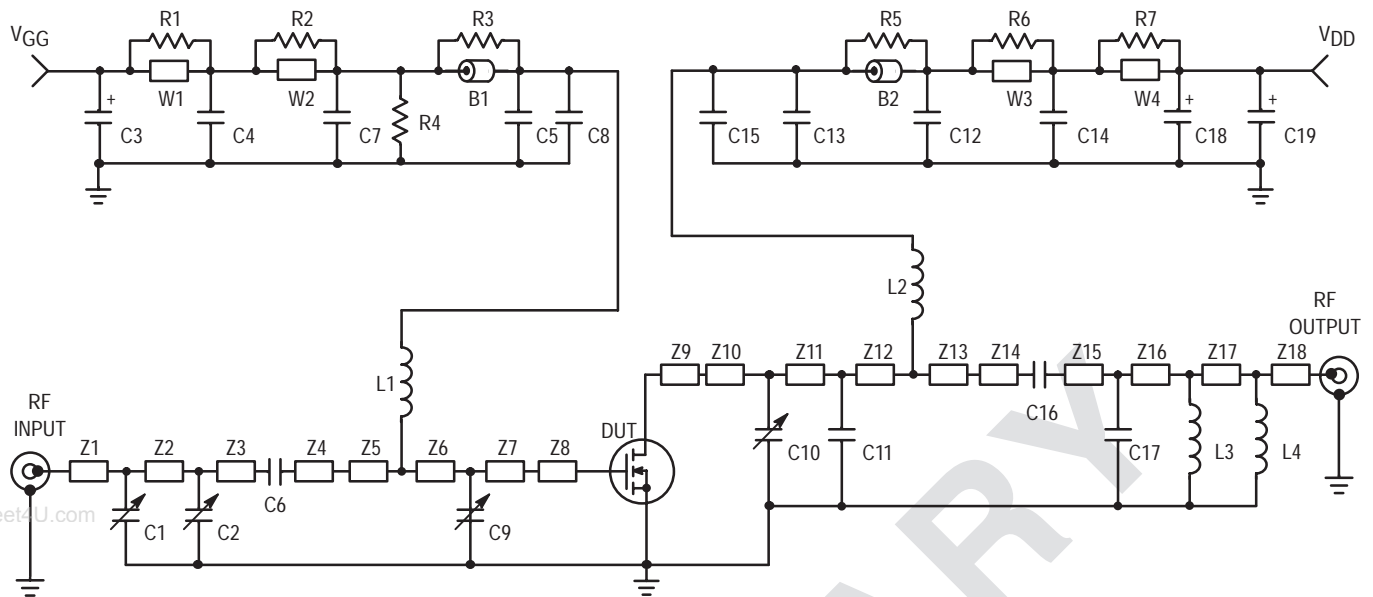 R1 R2 R3 R5 R6 R7
VGG VDD
W1 W2 B1 B2 W3 W4
+ + +
C3 C4 C7 R4 C5 C8 C15 C13 C12 C14 C18 C19
L2
RF
OUTPUT
Z9 Z10 Z11 Z12 Z13 Z14 Z15 Z16 Z17 Z18
L1
C16
RF
INPUT
DUT
C10 C11 C17 L3 L4
Z1 Z2 Z3 Z4 Z5 Z6 Z7 Z8
C6
eet4U.com
C1 C2 C9
ARY